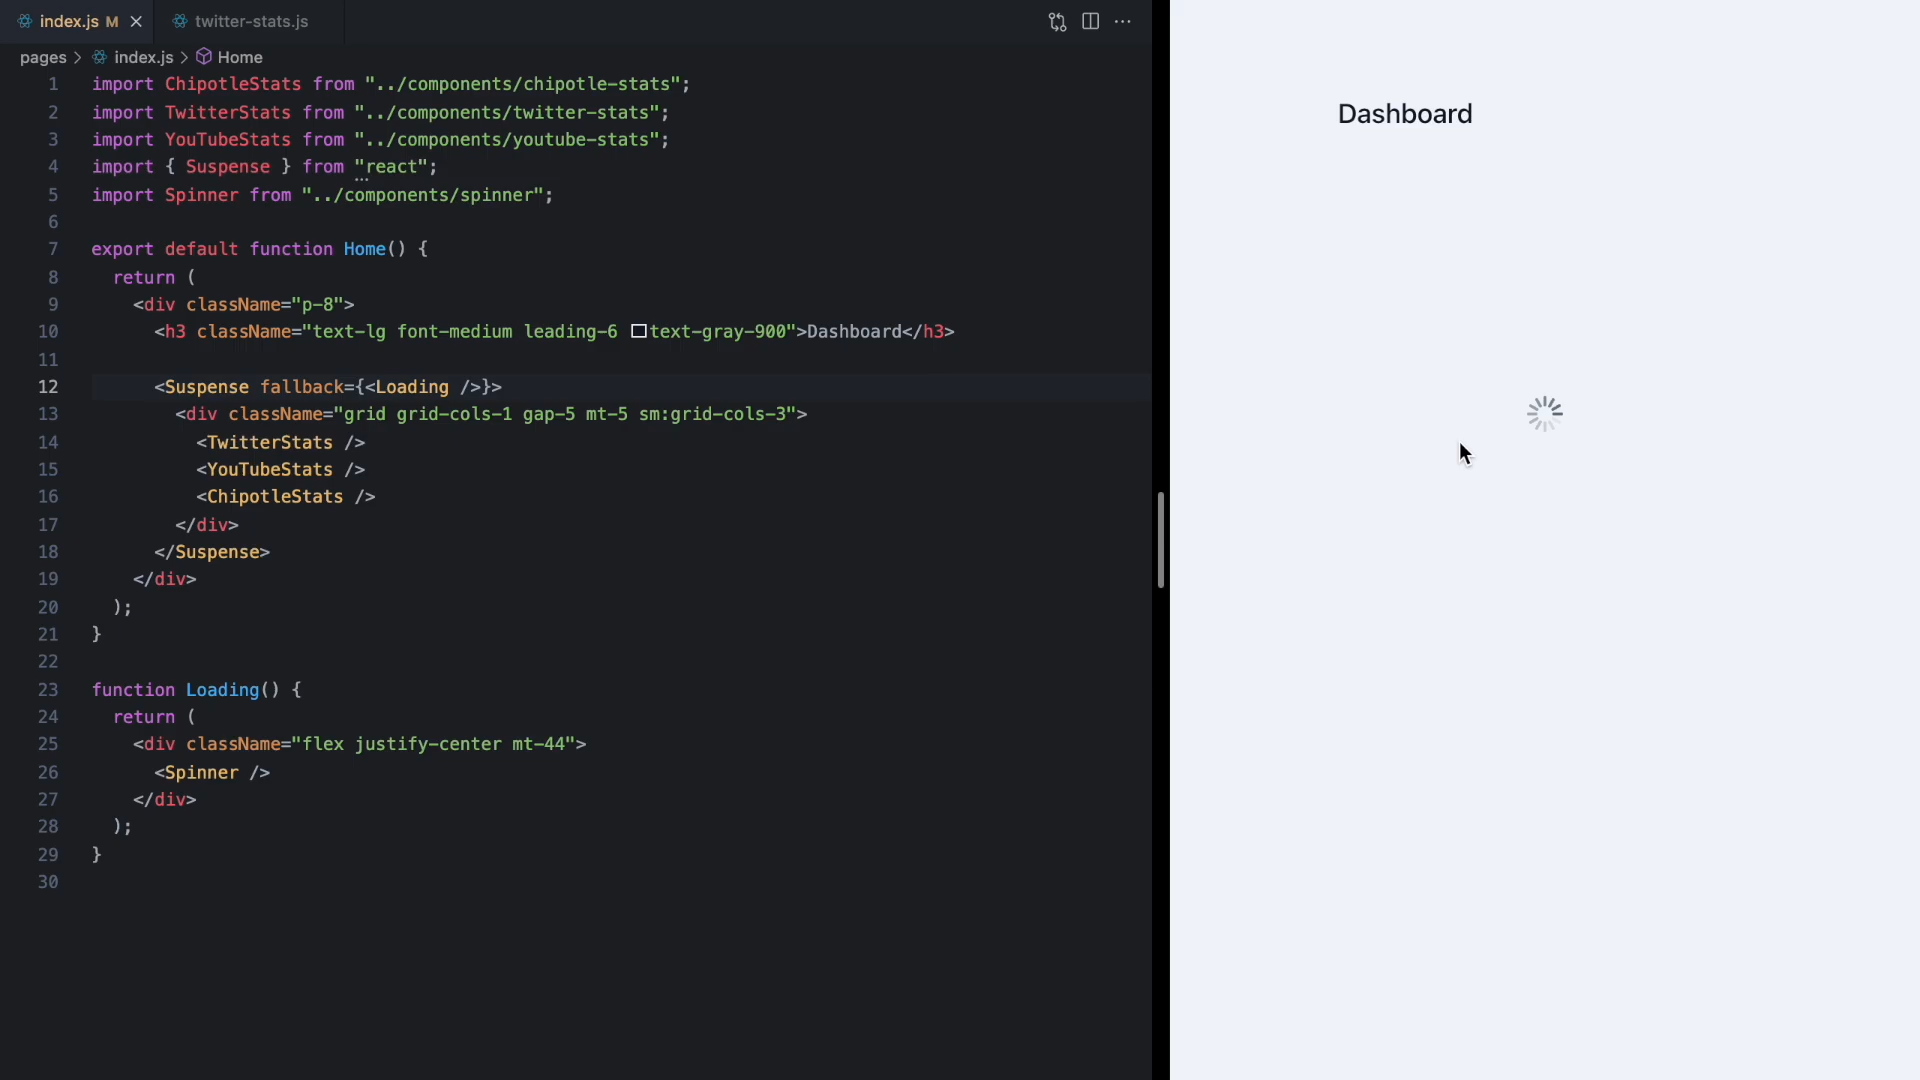 index.js M
twitter-stats.js
pages > index.js > Home
1 import ChipotleStats from "../components/chipotle-stats";
2 import TwitterStats from "../components/twitter-stats";
3 import YouTubeStats from "../components/youtube-stats";
4 import { Suspense } from "react";
5 import Spinner from "../components/spinner";
6
7 export default function Home() {
8   return (
9     <div className="p-8">
10       <h3 className="text-lg font-medium leading-6 text-gray-900">Dashboard</h3>
11
12       <Suspense fallback={<Loading />}>
13         <div className="grid grid-cols-1 gap-5 mt-5 sm:grid-cols-3">
14           <TwitterStats />
15           <YouTubeStats />
16           <ChipotleStats />
17         </div>
18       </Suspense>
19     </div>
20   );
21 }
22
23 function Loading() {
24   return (
25     <div className="flex justify-center mt-44">
26       <Spinner />
27     </div>
28   );
29 }
30
Dashboard